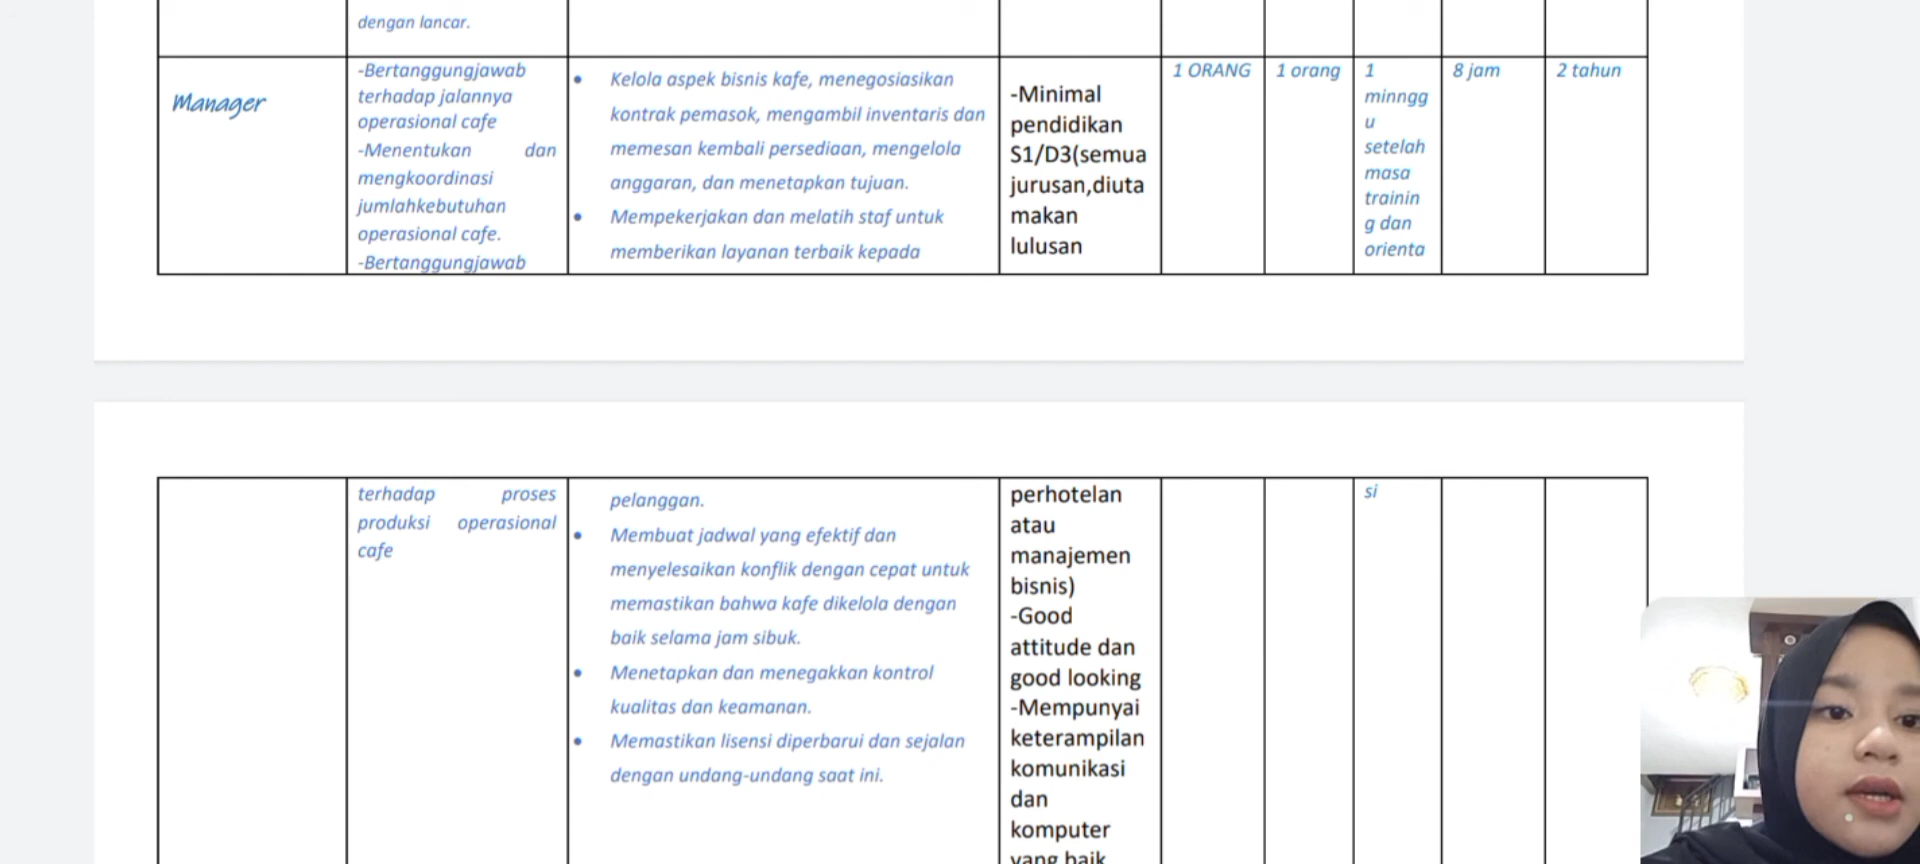 dengan lancar.
Manager
-Bertanggungjawab
terhadap jalannya
operasional cafe
-Menentukan dan
mengkoordinasi
jumlahkebutuhan
operasional cafe.
-Bertanggungjawab
• Kelola aspek bisnis kafe, menegosiasikan
kontrak pemasok, mengambil inventaris dan
memesan kembali persediaan, mengelola
anggaran, dan menetapkan tujuan.
• Mempekerjakan dan melatih staf untuk
memberikan layanan terbaik kepada
-Minimal
pendidikan
S1/D3(semua
jurusan,diuta
makan
lulusan
1 ORANG
1 orang
1
minngg
u
setelah
masa
trainin
g dan
orienta
8 jam
2 tahun
terhadap proses
produksi operasional
cafe
pelanggan.
• Membuat jadwal yang efektif dan
menyelesaikan konflik dengan cepat untuk
memastikan bahwa kafe dikelola dengan
baik selama jam sibuk.
• Menetapkan dan menegakkan kontrol
kualitas dan keamanan.
• Memastikan lisensi diperbarui dan sejalan
dengan undang-undang saat ini.
perhotelan
atau
manajemen
bisnis)
-Good
attitude dan
good looking
-Mempunyai
keterampilan
komunikasi
dan
komputer
yang baik
si